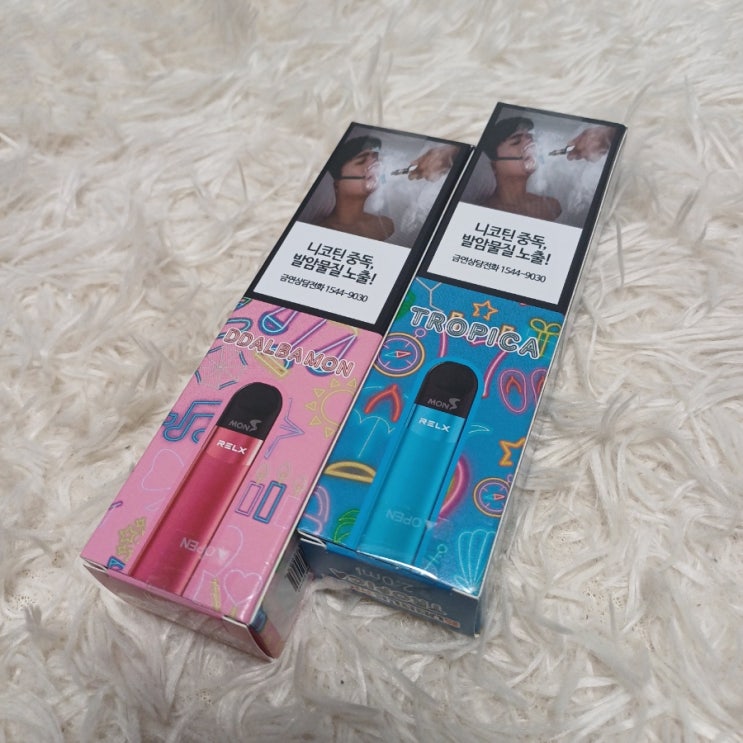 니코틴 중독,
발암물질 노출!
금연상담전화 1544-9030
DDALBAMON
MONS
RELX
OPEN
니코틴 중독,
발암물질 노출!
금연상담전화 1544-9030
TROPICA
MONS
RELX
OPEN